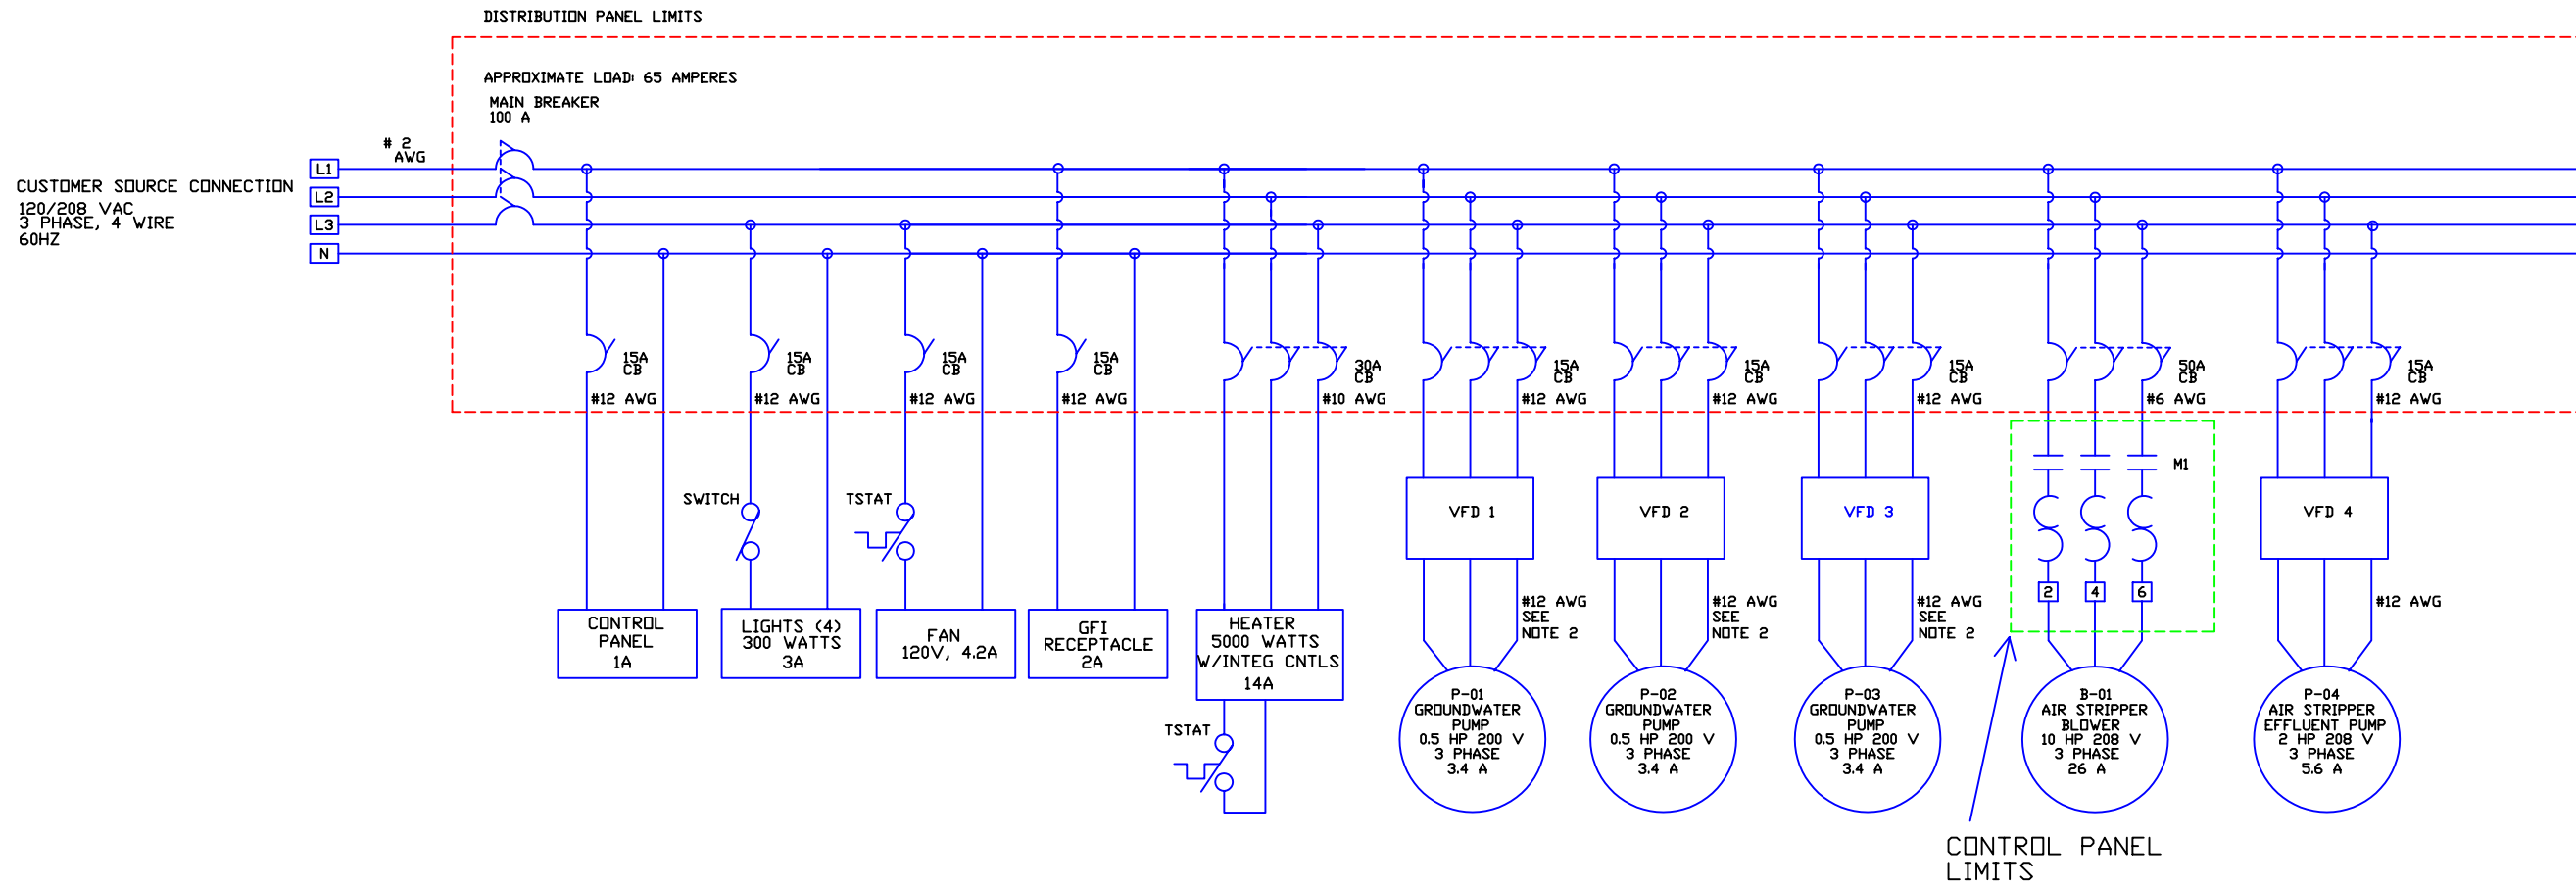 DISTRIBUTION PANEL LIMITS
APPROXIMATE LOAD: 65 AMPERES
MAIN BREAKER
100 A
# 2
AWG
L1
L2
L3
N
CUSTOMER SOURCE CONNECTION
120/208 VAC
3 PHASE, 4 WIRE
60HZ
15A
CB
#12 AWG
15A
CB
#12 AWG
15A
CB
#12 AWG
15A
CB
#12 AWG
30A
CB
#10 AWG
15A
CB
#12 AWG
15A
CB
#12 AWG
15A
CB
#12 AWG
50A
CB
#6 AWG
15A
CB
#12 AWG
SWITCH
TSTAT
VFD 1
VFD 2
VFD 3
M1
VFD 4
2
4
6
#12 AWG
SEE
NOTE 2
#12 AWG
SEE
NOTE 2
#12 AWG
SEE
NOTE 2
#12 AWG
CONTROL
PANEL
1A
LIGHTS (4)
300 WATTS
3A
FAN
120V, 4.2A
GFI
RECEPTACLE
2A
HEATER
5000 WATTS
W/INTEG CNTLS
14A
TSTAT
P-01
GROUNDWATER
PUMP
0.5 HP 200 V
3 PHASE
3.4 A
P-02
GROUNDWATER
PUMP
0.5 HP 200 V
3 PHASE
3.4 A
P-03
GROUNDWATER
PUMP
0.5 HP 200 V
3 PHASE
3.4 A
B-01
AIR STRIPPER
BLOWER
10 HP 208 V
3 PHASE
26 A
P-04
AIR STRIPPER
EFFLUENT PUMP
2 HP 208 V
3 PHASE
5.6 A
CONTROL PANEL
LIMITS